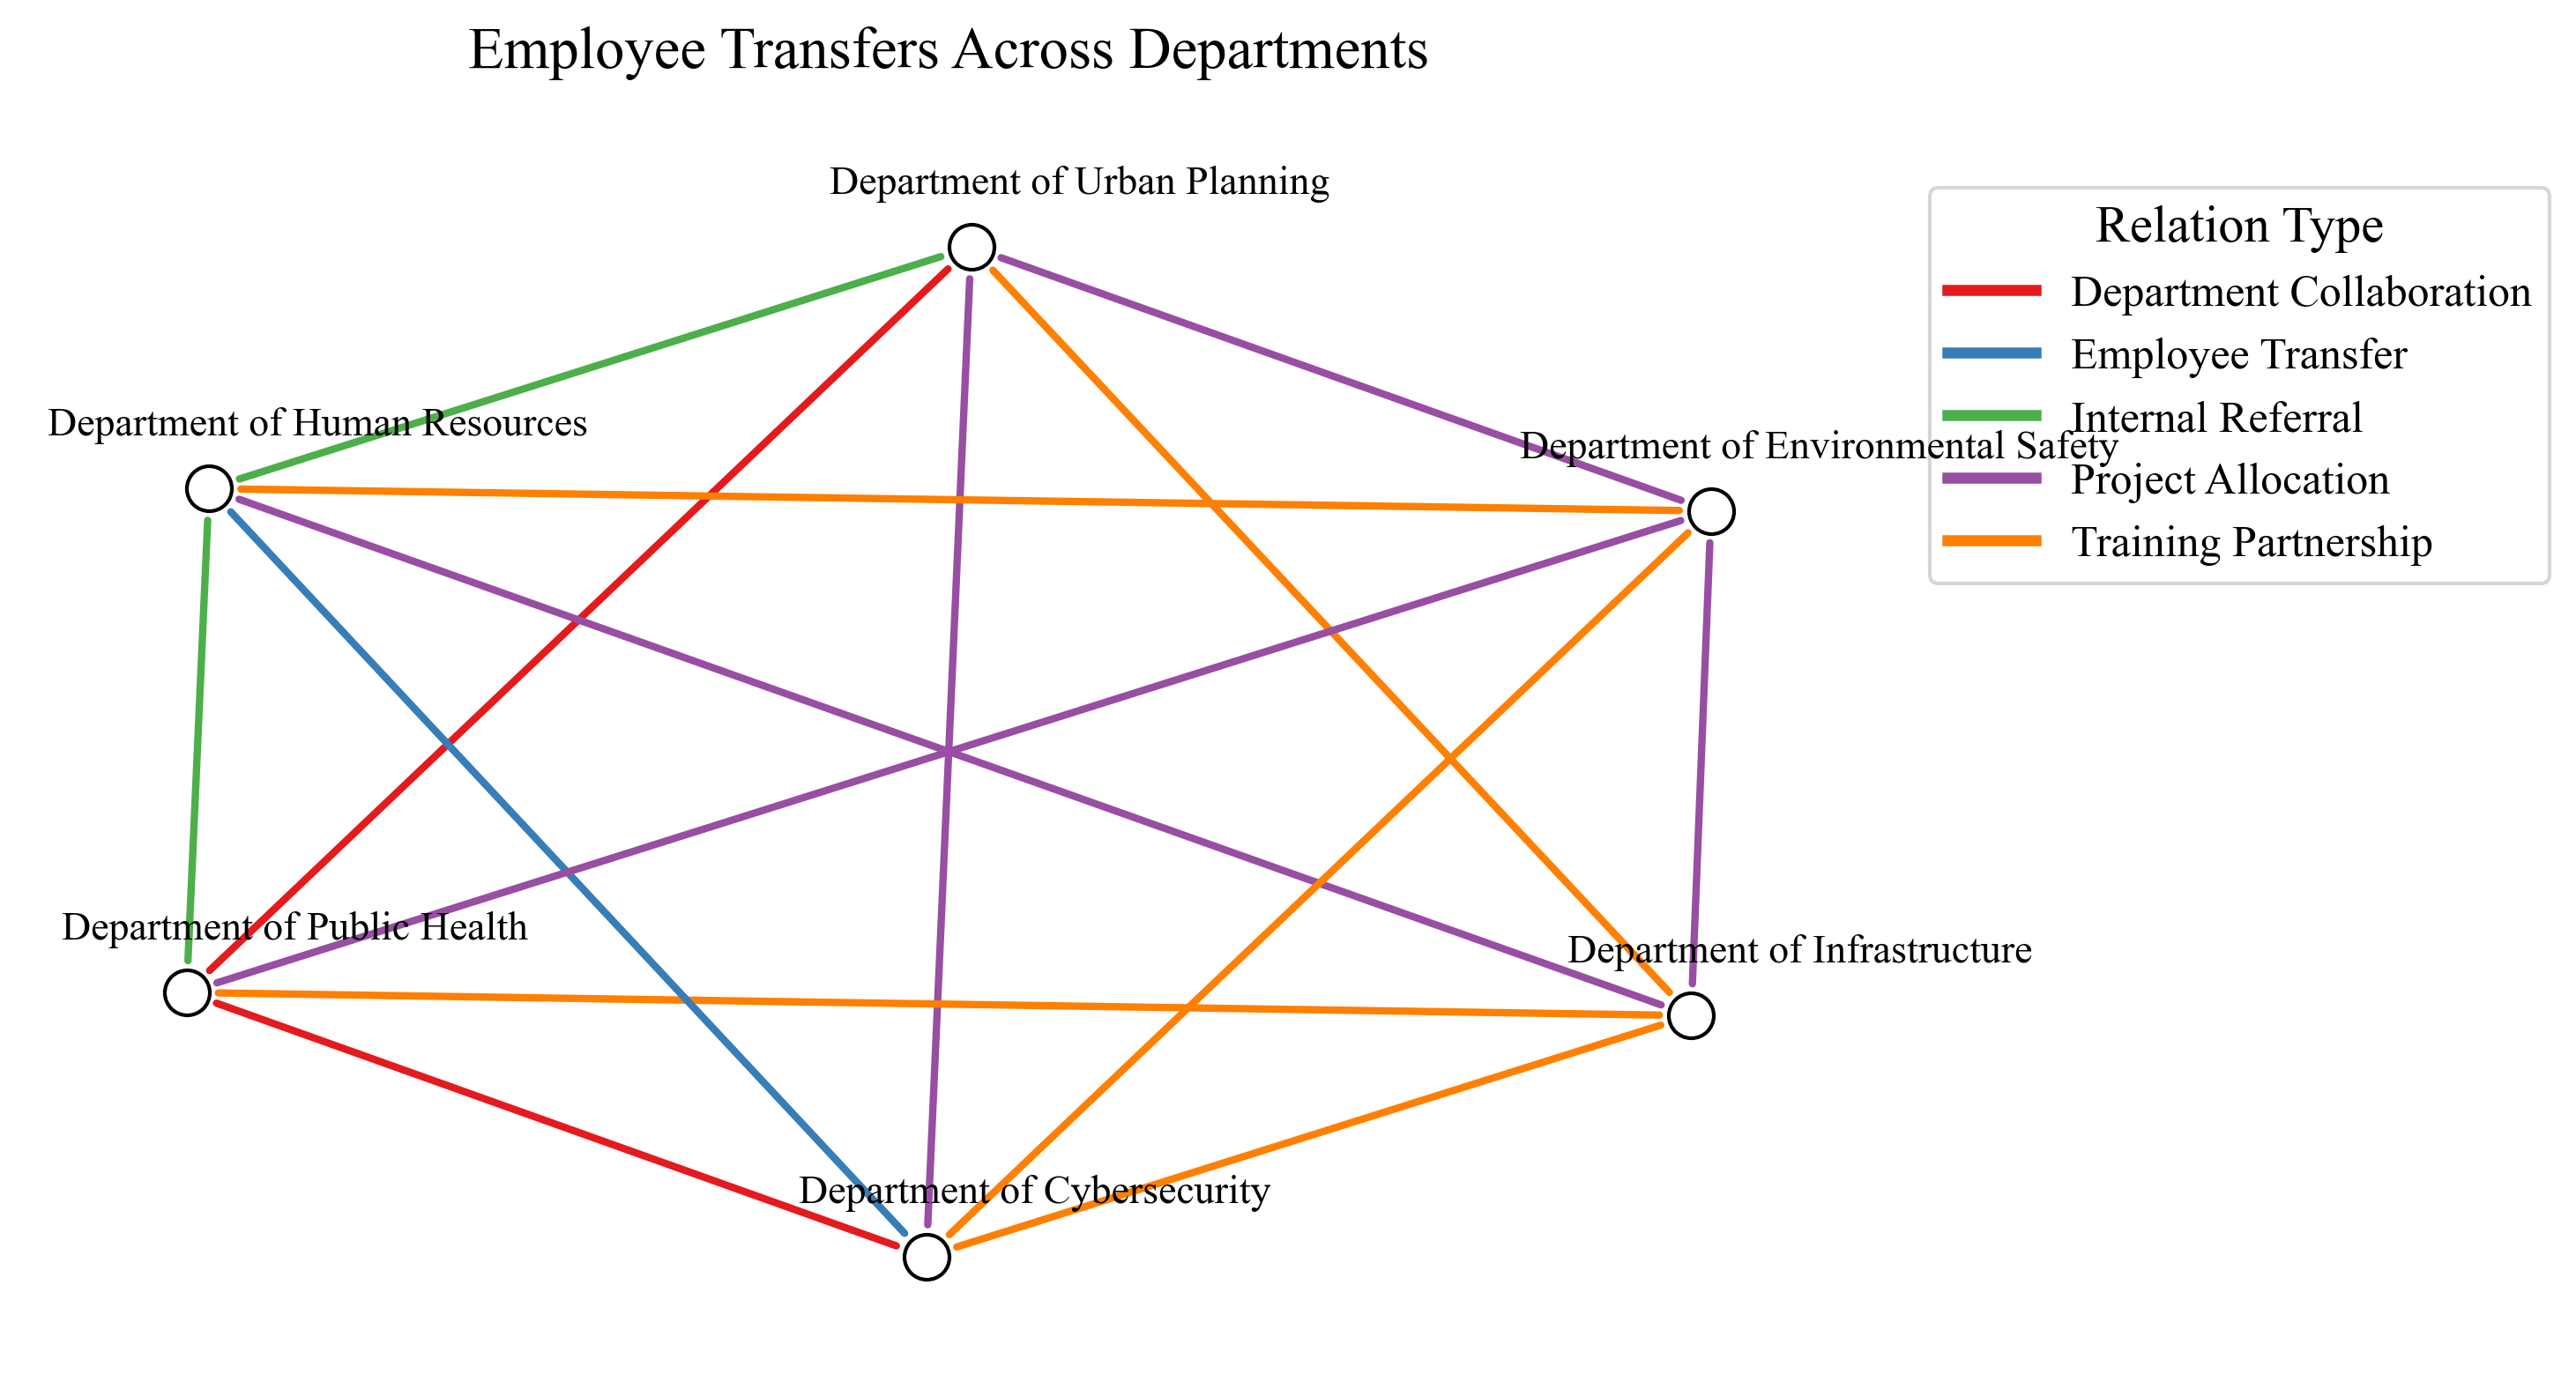 Employee Transfers Across Departments
Department of Urban Planning
Department of Human Resources
Department of Environmental Safety
Department of Public Health
Department of Infrastructure
Department of Cybersecurity
Relation Type
Department Collaboration
Employee Transfer
Internal Referral
Project Allocation
Training Partnership